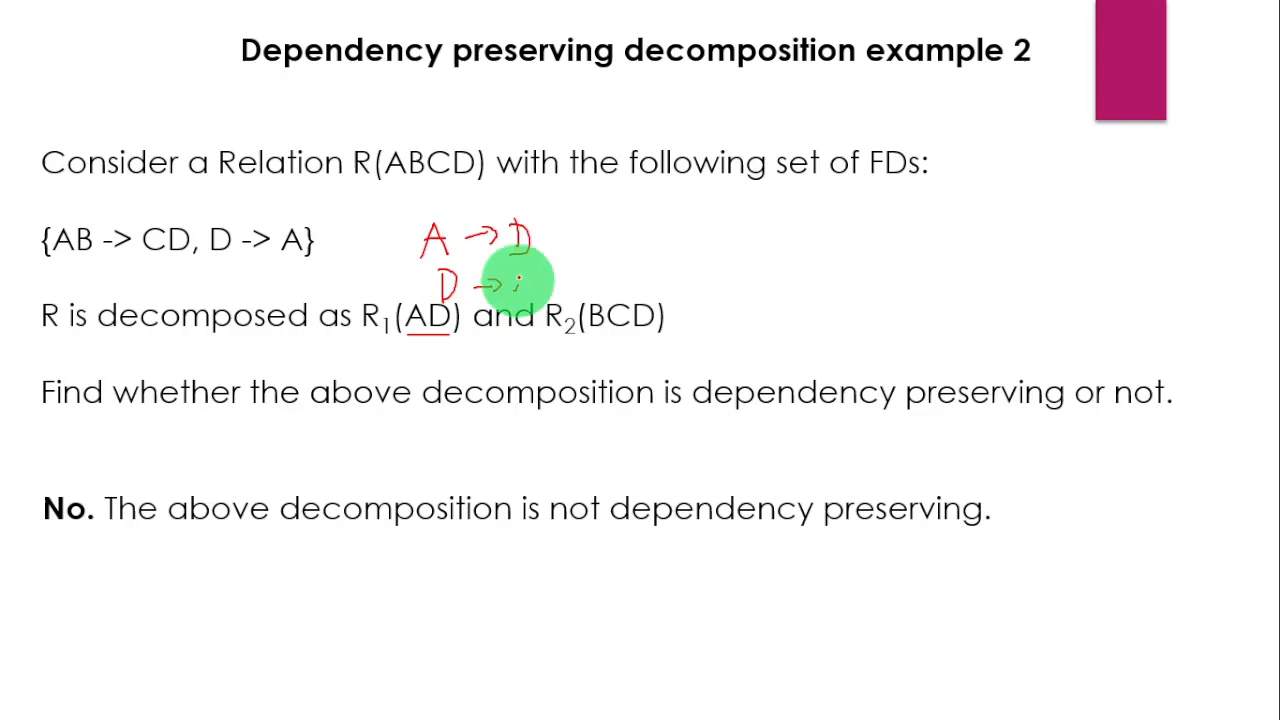 Dependency preserving decomposition example 2
Consider a Relation R(ABCD) with the following set of FDs:
{AB -> CD, D -> A}
A → D
D →
R is decomposed as R₁(AD) and R₂(BCD)
Find whether the above decomposition is dependency preserving or not.
No. The above decomposition is not dependency preserving.